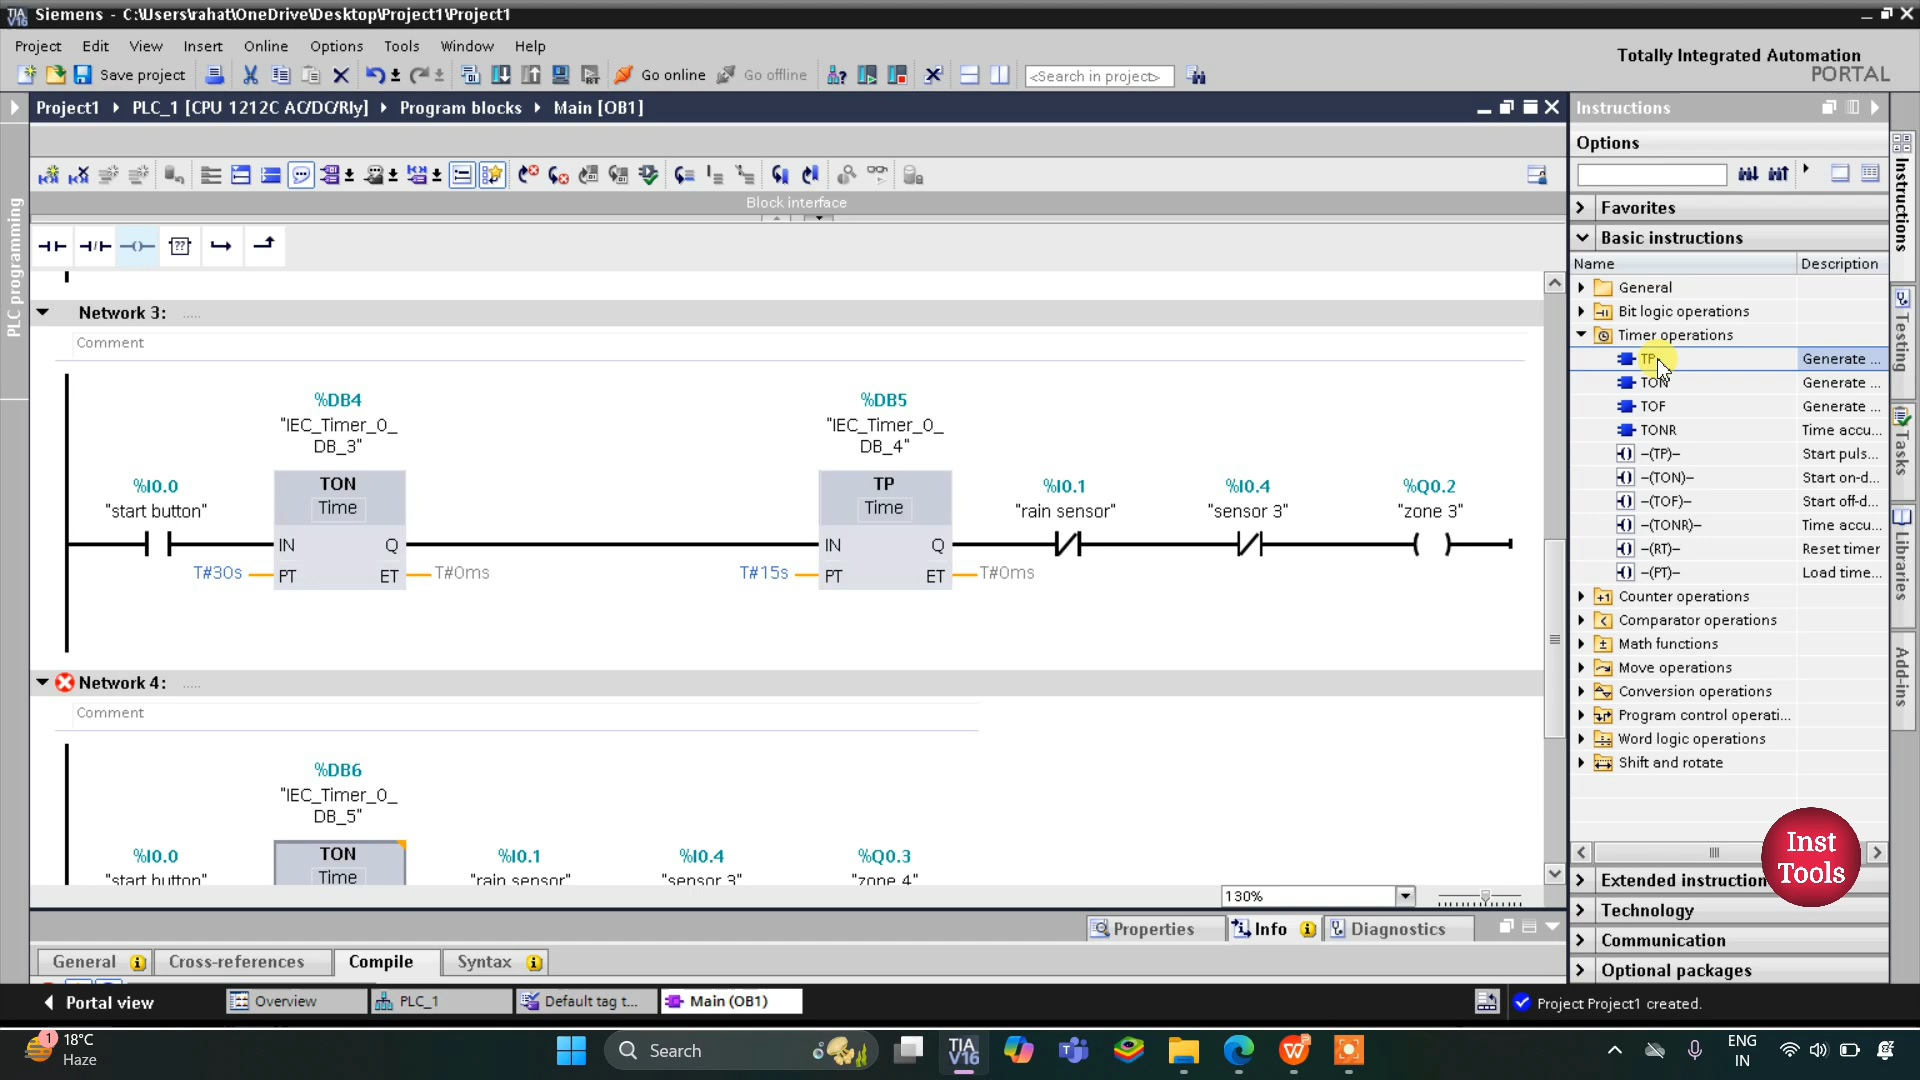 Siemens - C:\Users\rahat\OneDrive\Desktop\Project1\Project1
Project Edit View Insert Online Options Tools Window Help
Totally Integrated Automation
PORTAL
Save project Go online Go offline <Search in project>
Project1 PLC_1 [CPU 1212C AC/DC/Rly] Program blocks Main [OB1]
Instructions
Options
Block interface
PLC programming
Favorites
Basic instructions
Name Description
General
Bit logic operations
Timer operations
TP Generate ...
TON Generate ...
TOF Generate ...
TONR Time accu...
–(TP)– Start puls...
–(TON)– Start on-d...
–(TOF)– Start off-d...
–(TONR)– Time accu...
–(RT)– Reset timer
–(PT)– Load time...
Counter operations
Comparator operations
Math functions
Move operations
Conversion operations
Program control operati...
Word logic operations
Shift and rotate
Extended instruction
Technology
Communication
Optional packages
Instructions
Testing
Tasks
Libraries
Add-ins
Inst
Tools
Network 3: .....
Comment
%DB4 %DB5
"IEC_Timer_0_ "IEC_Timer_0_
DB_3" DB_4"
TON TP
Time Time
%I0.0 %I0.1 %I0.4 %Q0.2
"start button" "rain sensor" "sensor 3" "zone 3"
IN Q IN Q
T#30s PT ET T#0ms T#15s PT ET T#0ms
Network 4: .....
Comment
%DB6
"IEC_Timer_0_
DB_5"
TON
Time
%I0.0 %I0.1 %I0.4 %Q0.3
"start button" "rain sensor" "sensor 3" "zone 4"
130%
Properties Info Diagnostics
General Cross-references Compile Syntax
Portal view Overview PLC_1 Default tag t... Main (OB1) Project Project1 created.
1 18°C
Haze
Search
TIA
V16
ENG
IN